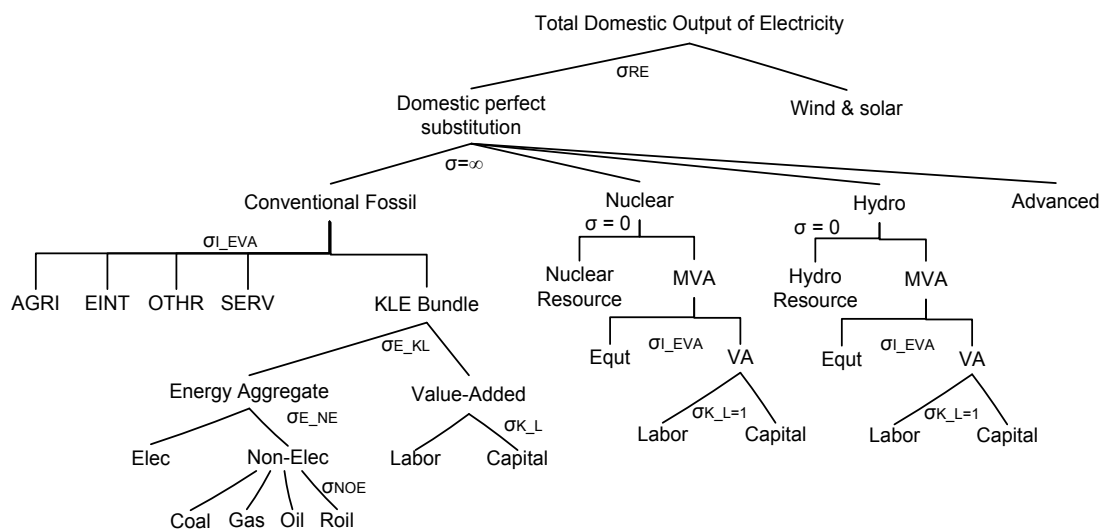 Total Domestic Output of Electricity
σRE
Domestic perfect
substitution
Wind & solar
σ=∞
Conventional Fossil
Nuclear
Hydro
Advanced
σI_EVA
σ = 0
σ = 0
AGRI
EINT
OTHR
SERV
KLE Bundle
Nuclear
Resource
MVA
Hydro
Resource
MVA
σE_KL
Equt
σI_EVA
VA
Equt
σI_EVA
VA
Energy Aggregate
Value-Added
σE_NE
σK_L
σK_L=1
σK_L=1
Elec
Non-Elec
Labor
Capital
Labor
Capital
Labor
Capital
σNOE
Coal
Gas
Oil
Roil